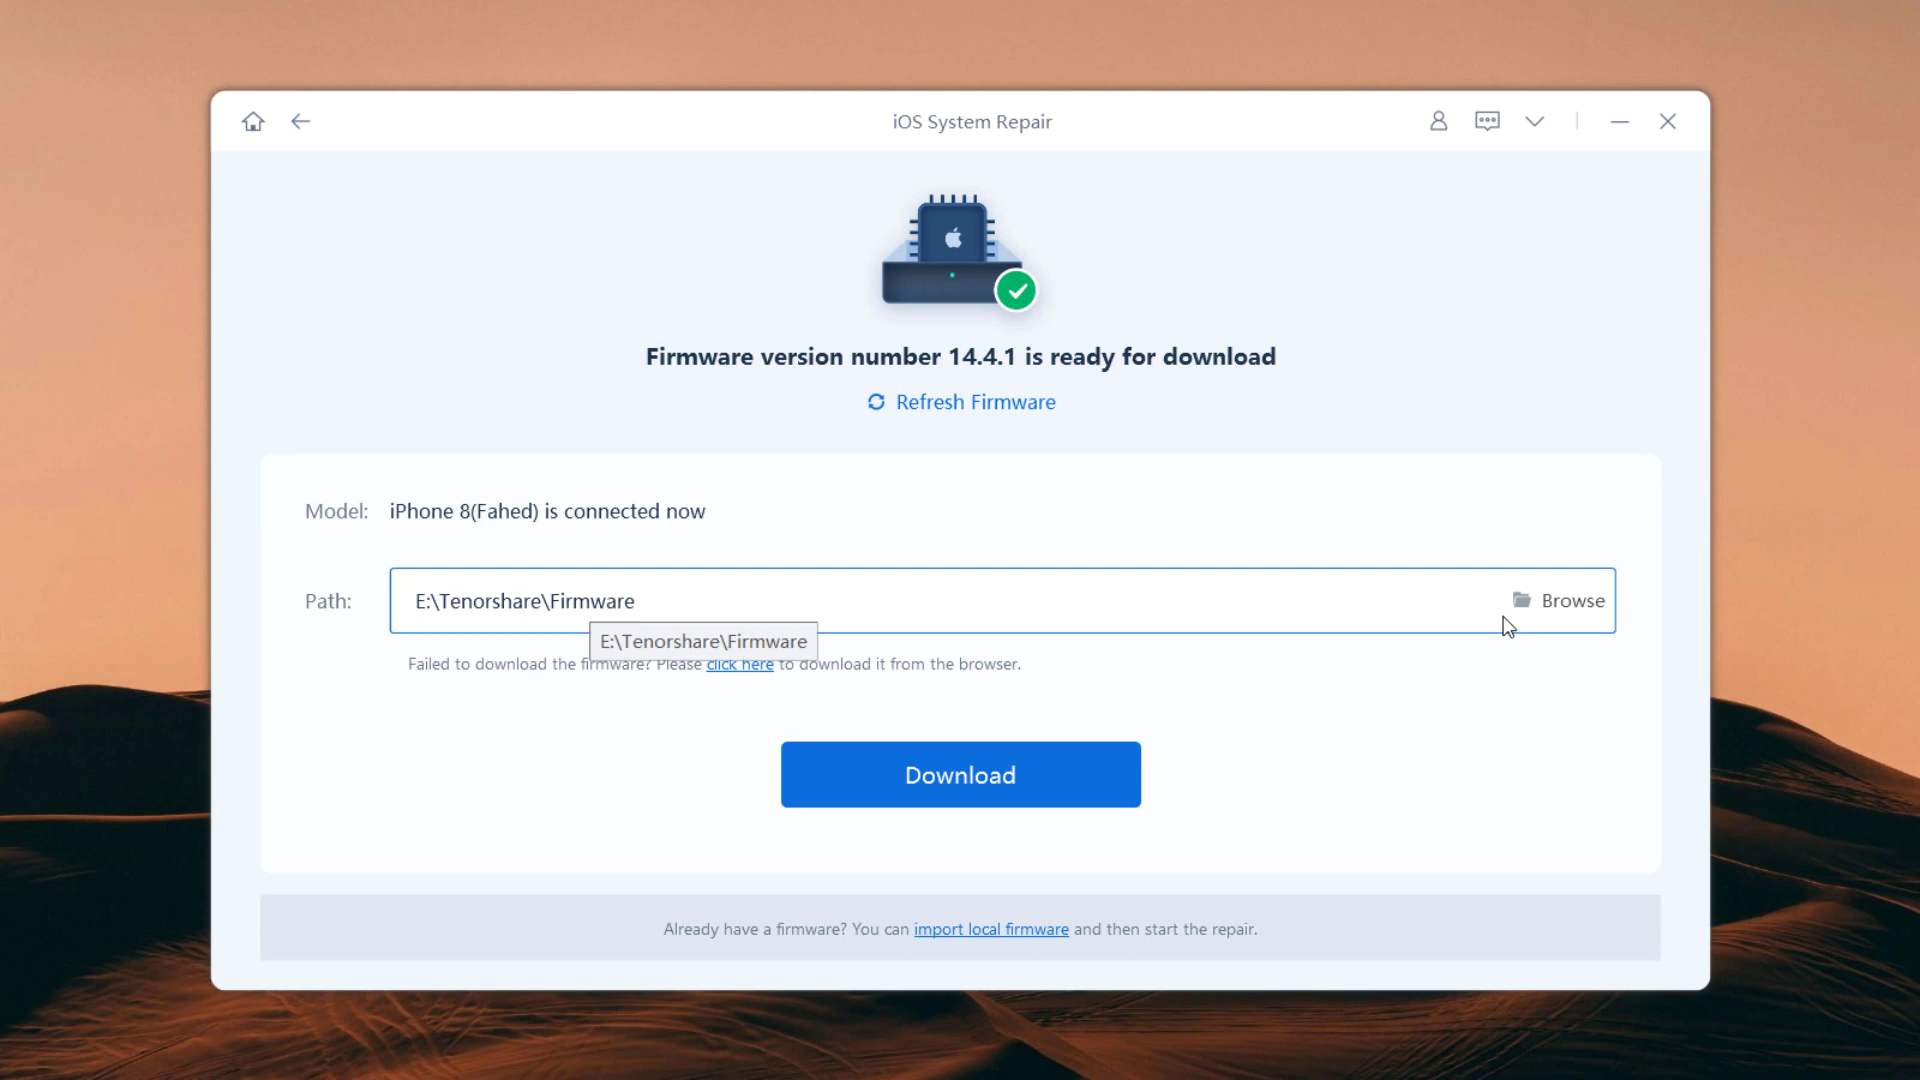 iOS System Repair
Firmware version number 14.4.1 is ready for download
Refresh Firmware
Model: iPhone 8(Fahed) is connected now
Path: E:\Tenorshare\Firmware Browse
E:\Tenorshare\Firmware
Failed to download the firmware? Please click here to download it from the browser.
Download
Already have a firmware? You can import local firmware and then start the repair.